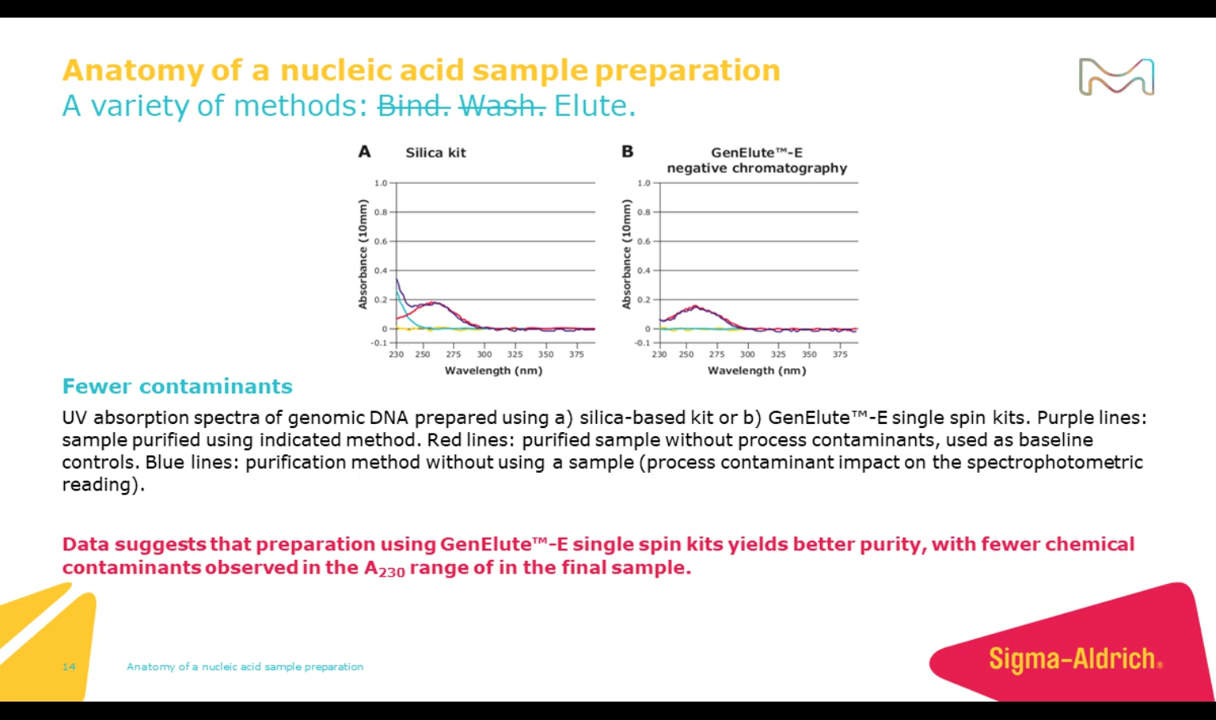 Anatomy of a nucleic acid sample preparation
A variety of methods: Bind. Wash. Elute.
A Silica kit
1.0
0.8
0.6
0.4
0.2
0
-0.1
Absorbance (10mm)
230 250 275 300 325 350 375
Wavelength (nm)
B GenElute™-E
negative chromatography
1.0
0.8
0.6
0.4
0.2
0
-0.1
Absorbance (10mm)
230 250 275 300 325 350 375
Wavelength (nm)
Fewer contaminants
UV absorption spectra of genomic DNA prepared using a) silica-based kit or b) GenElute™-E single spin kits. Purple lines:
sample purified using indicated method. Red lines: purified sample without process contaminants, used as baseline
controls. Blue lines: purification method without using a sample (process contaminant impact on the spectrophotometric
reading).
Data suggests that preparation using GenElute™-E single spin kits yields better purity, with fewer chemical
contaminants observed in the A230 range of in the final sample.
14 Anatomy of a nucleic acid sample preparation
Sigma-Aldrich®